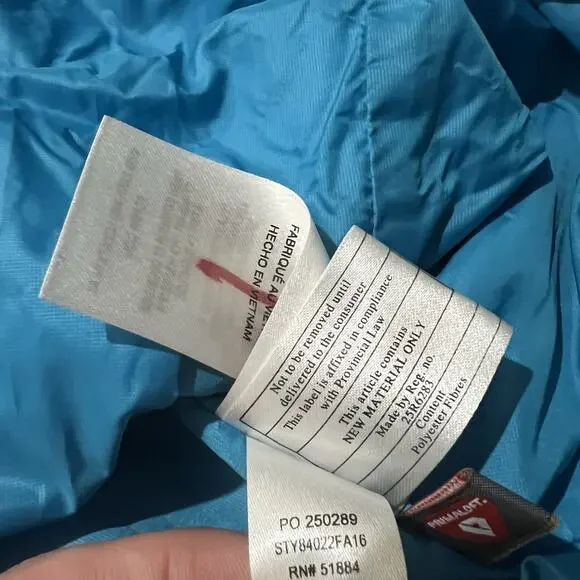 FABRIQUÉ AU VIE
HECHO EN VIETNAM
Not to be removed until
delivered to the consumer
This label is affixed in compliance
with Provincial Law
This article contains
NEW MATERIAL ONLY
Made by Reg. no.
25R6283
Content
Polyester Fibres
PO 250289
STY84022FA16
RN# 51884
PRIMALOFT